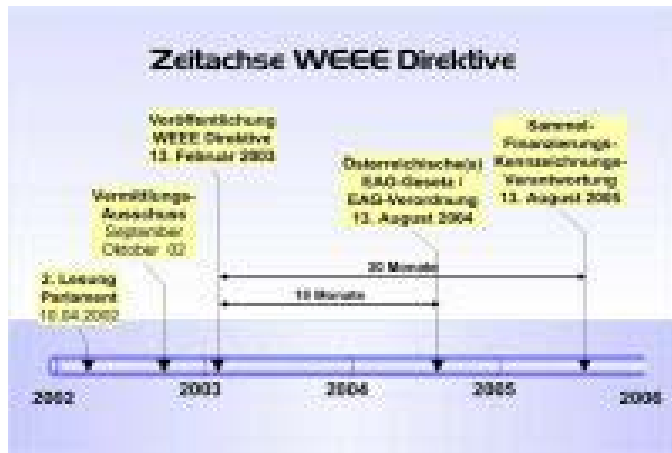 Zeitachse WEEE Direktive
Veröffentlichung
WEEE Direktive
13. Februar 2003
Sammel-
Finanzierungs-
Kennzeichnungs-
Verantwortung
13. August 2005
Österreichische(s)
EAG-Gesetz /
EAG-Verordnung
13. August 2004
Vermittlungs-
Ausschuss
September
Oktober 02
2. Lesung
Parlament
10.04.2002
Monate
Monate
2002
2003
2004
2005
2006